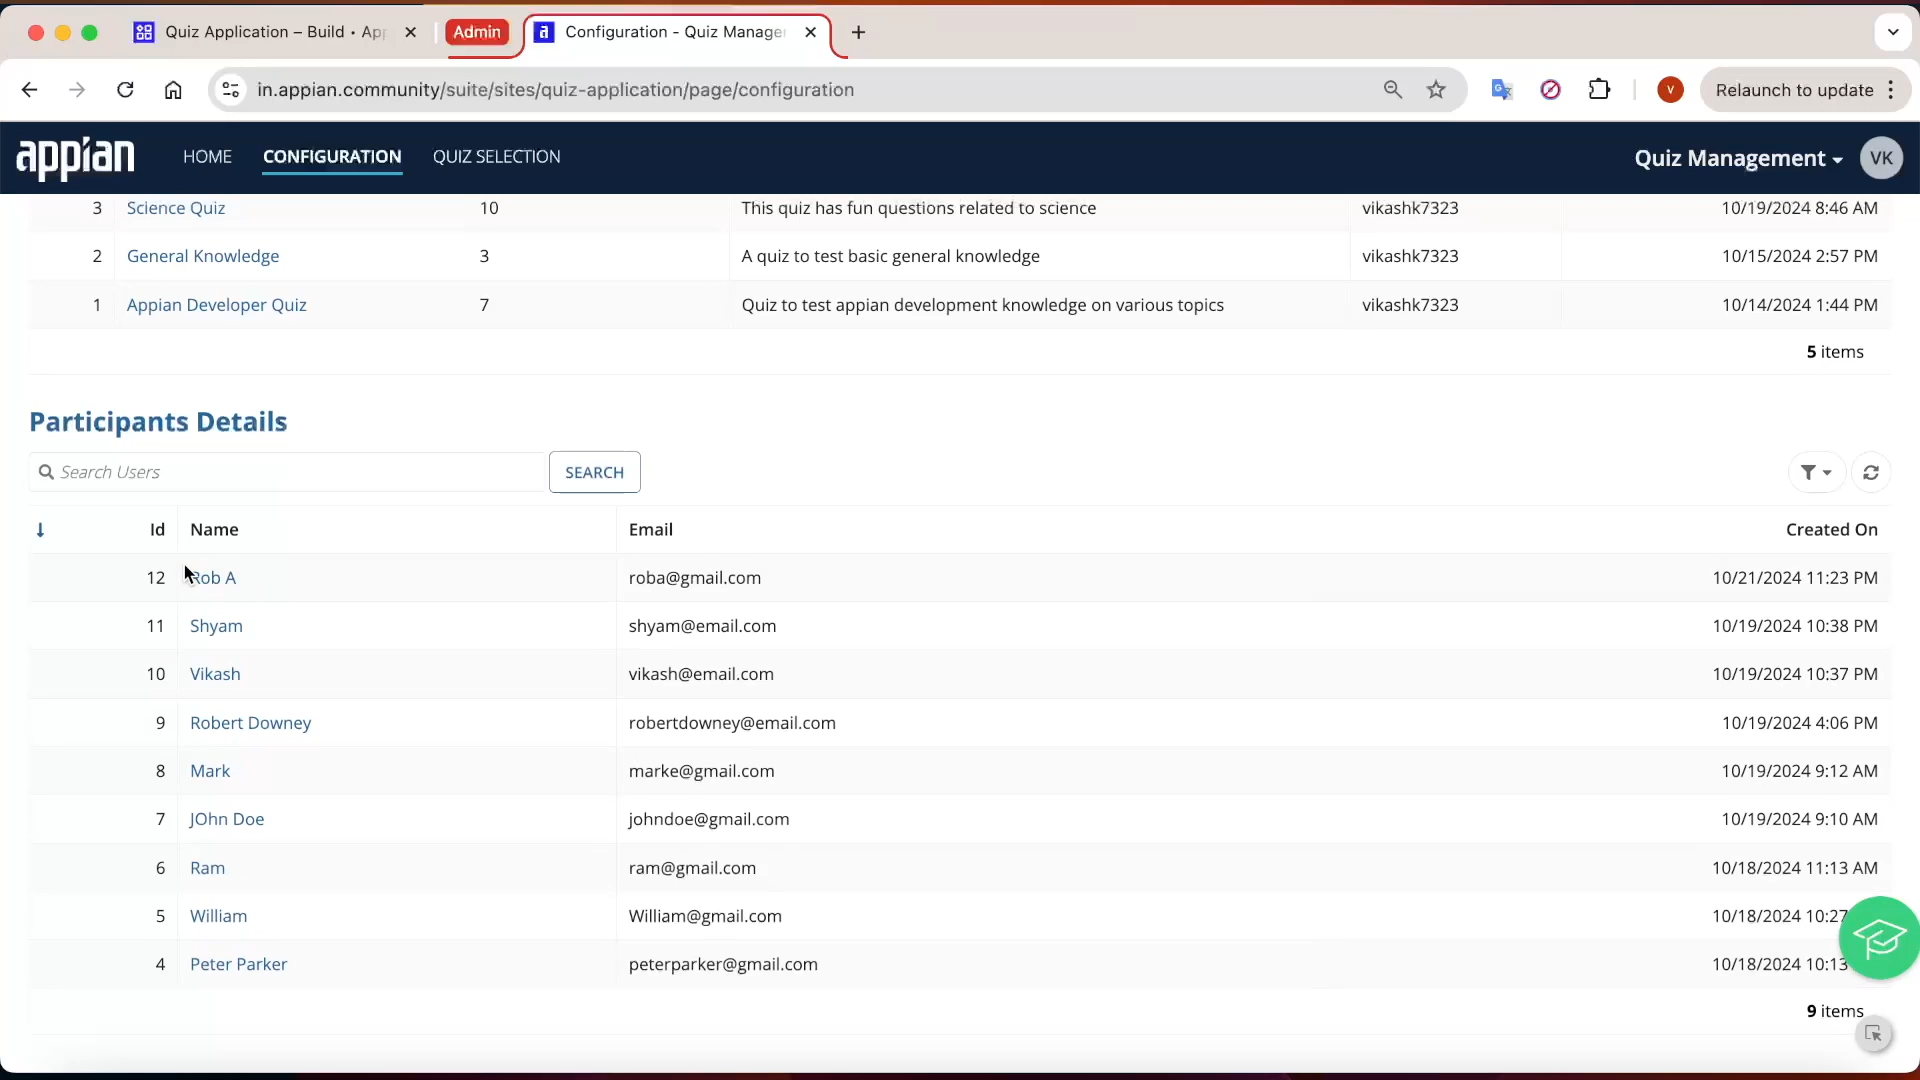 Quiz Application – Build • App
Admin
Configuration - Quiz Manage
in.appian.community/suite/sites/quiz-application/page/configuration
V
Relaunch to update
appian
HOME
CONFIGURATION
QUIZ SELECTION
Quiz Management
VK
3 Science Quiz 10 This quiz has fun questions related to science vikashk7323 10/19/2024 8:46 AM
2 General Knowledge 3 A quiz to test basic general knowledge vikashk7323 10/15/2024 2:57 PM
1 Appian Developer Quiz 7 Quiz to test appian development knowledge on various topics vikashk7323 10/14/2024 1:44 PM
5 items
Participants Details
Search Users
SEARCH
Id Name Email Created On
12 Rob A roba@gmail.com 10/21/2024 11:23 PM
11 Shyam shyam@email.com 10/19/2024 10:38 PM
10 Vikash vikash@email.com 10/19/2024 10:37 PM
9 Robert Downey robertdowney@email.com 10/19/2024 4:06 PM
8 Mark marke@gmail.com 10/19/2024 9:12 AM
7 JOhn Doe johndoe@gmail.com 10/19/2024 9:10 AM
6 Ram ram@gmail.com 10/18/2024 11:13 AM
5 William William@gmail.com 10/18/2024 10:27
4 Peter Parker peterparker@gmail.com 10/18/2024 10:13
9 items